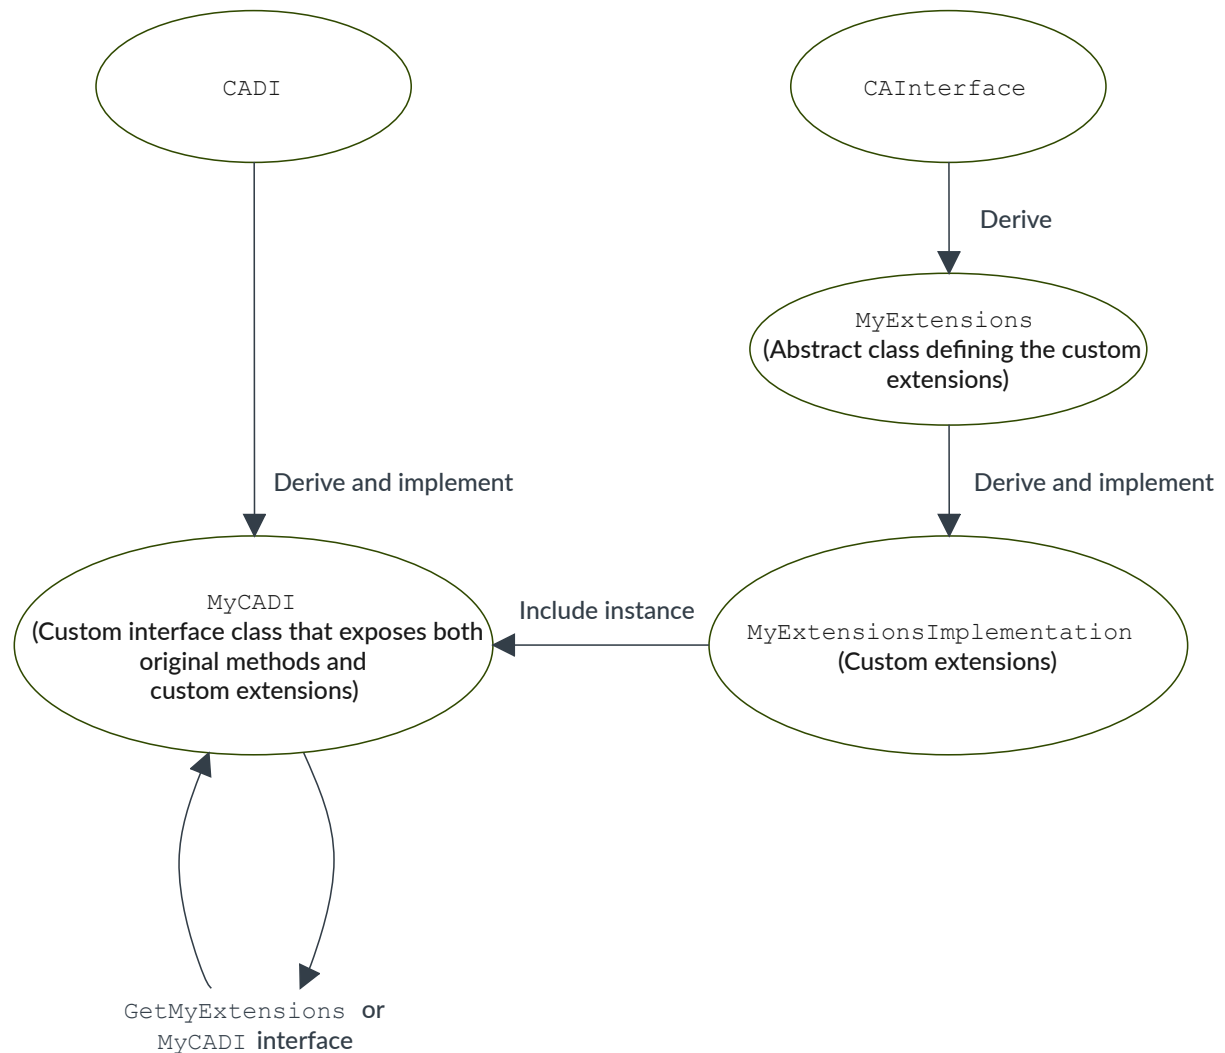 CADI
CAInterface
Derive
MyExtensions
(Abstract class defining the custom
extensions)
Derive and implement
Derive and implement
MyCADI
(Custom interface class that exposes both
original methods and
custom extensions)
Include instance
MyExtensionsImplementation
(Custom extensions)
GetMyExtensions or
MyCADI interface